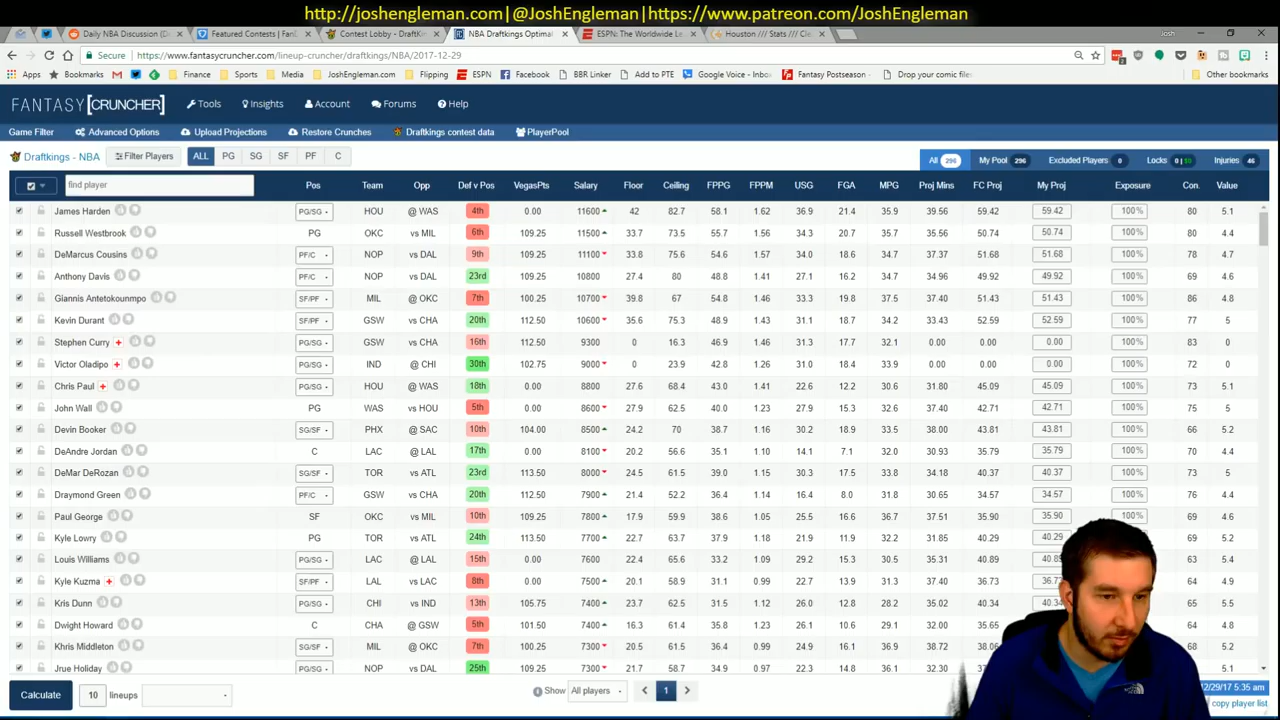 http://joshengleman.com|@JoshEngleman|https://www.patreon.com/JoshEngleman
Daily NBA Discussion (D Featured Contests | Fan Contest Lobby - DraftK NBA Draftkings Optimal ESPN: The Worldwide Le Houston /// Stats /// Cle Josh
Secure https://www.fantasycruncher.com/lineup-cruncher/draftkings/NBA/2017-12-29
Apps Bookmarks Finance Sports Media JoshEngleman.com Flipping ESPN Facebook BBR Linker Add to PTE Google Voice - Inbo Fantasy Postseason Drop your comic files Other bookmarks
FANTASY[CRUNCHER] Tools Insights Account Forums Help
Game Filter Advanced Options Upload Projections Restore Crunches Draftkings contest data PlayerPool
Draftkings - NBA Filter Players ALL PG SG SF PF C All 296 My Pool 296 Excluded Players 0 Locks 0 Injuries 46
find player Pos Team Opp Def v Pos VegasPts Salary Floor Ceiling FPPG FPPM USG FGA MPG Proj Mins FC Proj My Proj Exposure Con. Value
James Harden PG/SG HOU @ WAS 4th 0.00 11600 42 82.7 58.1 1.62 36.9 21.4 35.9 39.56 59.42 59.42 100% 80 5.1
Russell Westbrook PG OKC vs MIL 6th 109.25 11500 33.7 73.5 55.7 1.56 34.3 20.7 35.7 35.56 50.74 50.74 100% 80 4.4
DeMarcus Cousins PF/C NOP vs DAL 9th 109.25 11100 33.8 75.6 54.6 1.57 34.0 18.6 34.7 37.37 51.68 51.68 100% 78 4.7
Anthony Davis PF/C NOP vs DAL 23rd 109.25 10800 34.4 80 48.8 1.41 27.1 16.2 34.7 34.96 49.92 49.92 100% 69 4.6
Giannis Antetokounmpo SF/PF MIL @ OKC 7th 100.25 10700 39.8 67 54.8 1.46 33.3 19.8 37.6 37.40 51.43 51.43 100% 86 4.8
Kevin Durant SF/PF GSW vs CHA 20th 112.50 10600 35.6 75.3 48.9 1.43 31.1 18.7 34.2 33.43 52.59 52.59 100% 77 5
Stephen Curry PG/SG GSW vs CHA 16th 112.50 9300 0 16.3 46.9 1.46 31.3 17.7 32.1 0.00 0.00 0.00 100% 83 0
Victor Oladipo PG/SG IND @ CHI 30th 102.75 9000 0 23.9 42.8 1.26 31.0 18.4 33.9 0.00 0.00 0.00 100% 72 0
Chris Paul PG/SG HOU @ WAS 18th 0.00 8800 27.6 68.4 43.0 1.41 22.6 12.2 30.6 31.80 45.09 45.09 100% 73 5.1
John Wall PG WAS vs HOU 5th 0.00 8600 27.9 62.5 40.0 1.23 27.9 15.3 32.6 37.40 42.71 42.71 100% 75 5
Devin Booker SG/SF PHX @ SAC 10th 104.00 8500 24.2 70 38.7 1.16 30.2 18.9 33.5 38.00 43.81 43.81 100% 66 5.2
DeAndre Jordan C LAC @ LAL 17th 0.00 8100 20.2 56.6 35.1 1.10 14.1 7.1 32.0 30.93 35.79 35.79 100% 70 4.4
DeMar DeRozan SG/SF TOR vs ATL 23rd 113.50 8000 24.5 61.5 39.0 1.15 30.3 17.5 33.8 34.18 40.37 40.37 100% 73 5
Draymond Green PF/C GSW vs CHA 20th 112.50 7900 21.4 52.2 36.4 1.14 16.4 8.0 31.8 30.65 34.57 34.57 100% 76 4.4
Paul George SF OKC vs MIL 10th 109.25 7800 17.9 59.9 38.6 1.05 25.5 16.6 36.7 37.51 35.90 35.90 100% 69 4.6
Kyle Lowry PG TOR vs ATL 24th 113.50 7700 22.7 63.7 37.9 1.18 21.9 11.9 32.2 31.85 40.29 40.29 100% 69 5.2
Louis Williams PG/SG LAC @ LAL 15th 0.00 7600 22.4 65.6 33.2 1.09 29.2 15.3 30.5 35.31 40.89 100% 63 5.4
Kyle Kuzma SF/PF LAL vs LAC 8th 0.00 7500 20.1 58.9 31.1 0.99 22.7 13.9 31.3 37.40 36.73 100% 64 4.9
Kris Dunn PG/SG CHI vs IND 13th 105.75 7400 23.7 62.5 31.5 1.12 26.0 12.8 28.2 35.02 40.34 100% 65 5.5
Dwight Howard C CHA @ GSW 5th 101.50 7400 16.3 61.4 35.8 1.23 26.1 10.6 29.1 32.00 35.65 100% 64 4.8
Khris Middleton SG/SF MIL @ OKC 7th 100.25 7300 20.5 61.5 36.4 0.99 24.7 16.1 36.9 38.72 38.06 100% 68 5.2
Jrue Holiday PG/SG NOP vs DAL 25th 109.25 7300 21.7 58.7 34.9 0.97 22.3 14.8 36.1 32.30 5.1
Calculate 10 lineups Show All players 1 12/29/17 5:35 am
copy player list